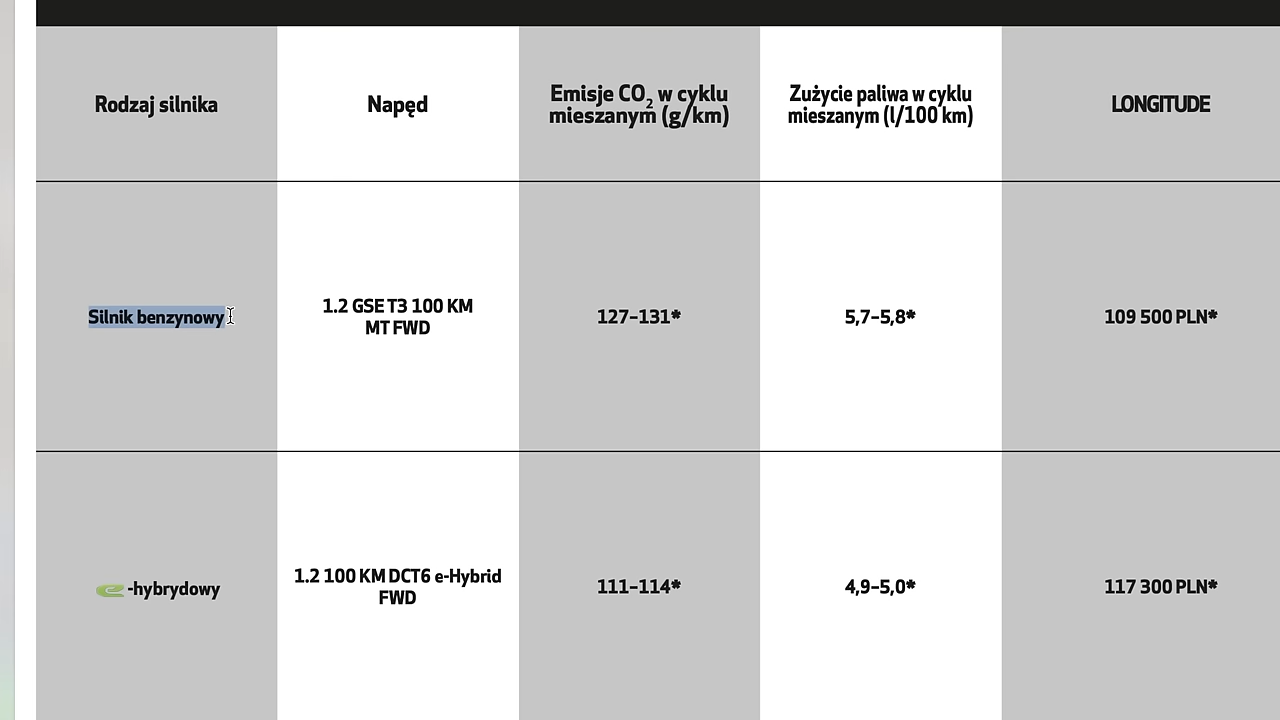 Rodzaj silnika
Napęd
Emisje CO₂ w cyklu
mieszanym (g/km)
Zużycie paliwa w cyklu
mieszanym (l/100 km)
LONGITUDE
Silnik benzynowy
1.2 GSE T3 100 KM
MT FWD
127–131*
5,7–5,8*
109 500 PLN*
e-hybrydowy
1.2 100 KM DCT6 e-Hybrid
FWD
111–114*
4,9–5,0*
117 300 PLN*